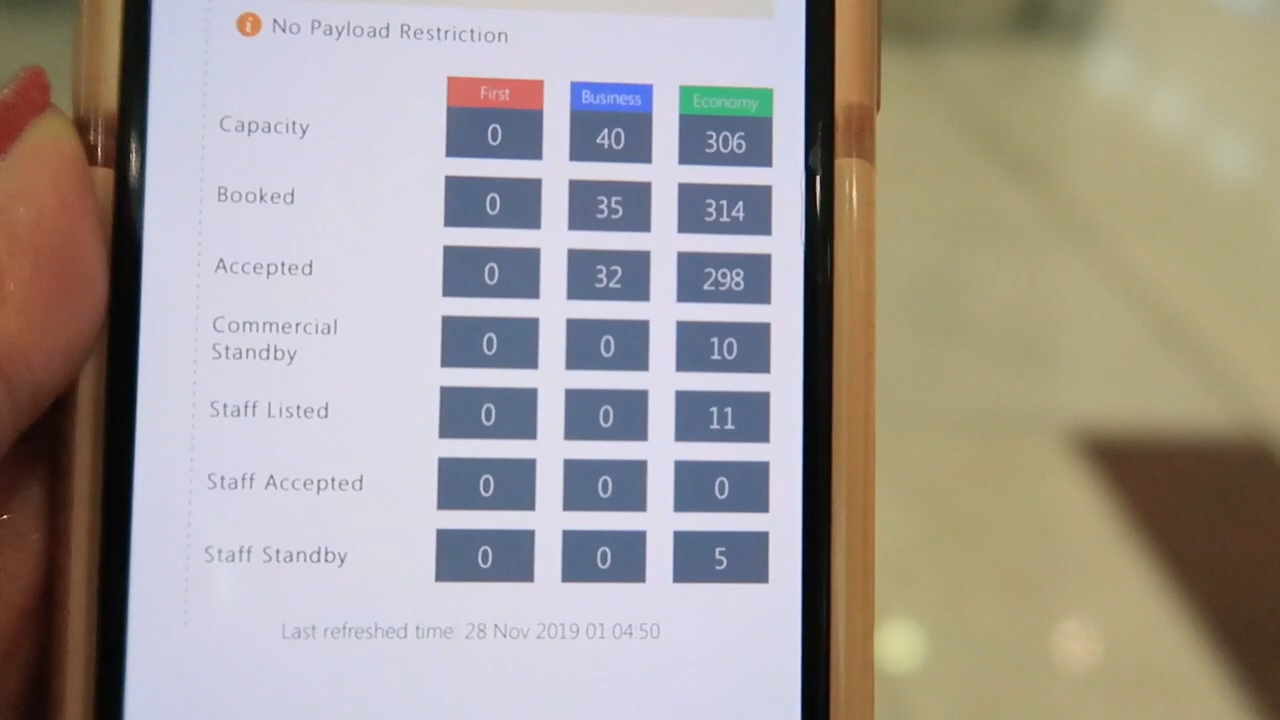 No Payload Restriction
First Business Economy
Capacity 0 40 306
Booked 0 35 314
Accepted 0 32 298
Commercial
Standby 0 0 10
Staff Listed 0 0 11
Staff Accepted 0 0 0
Staff Standby 0 0 5
Last refreshed time: 28 Nov 2019 01:04:50